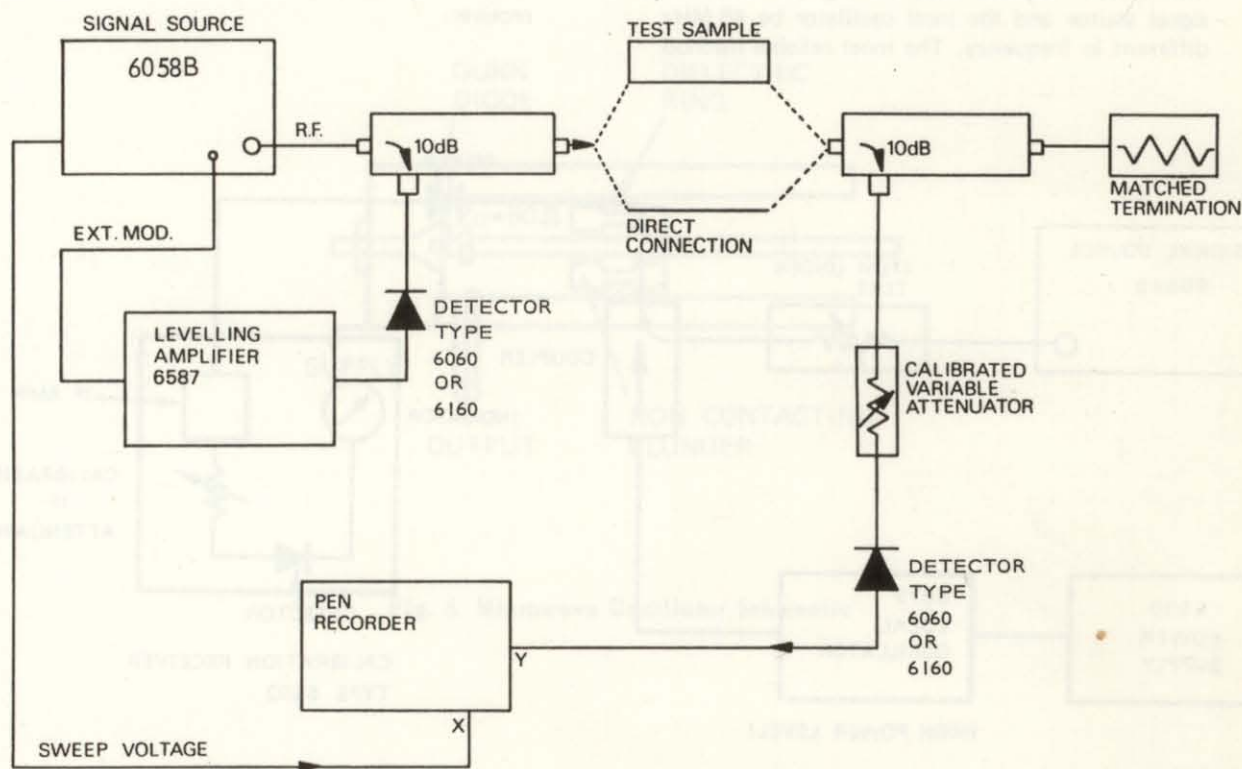 SIGNAL SOURCE
6058B
TEST SAMPLE
R.F.
10dB
10dB
MATCHED
TERMINATION
DIRECT
CONNECTION
EXT. MOD.
LEVELLING
AMPLIFIER
6587
DETECTOR
TYPE
6060
OR
6160
CALIBRATED
VARIABLE
ATTENUATOR
DETECTOR
TYPE
6060
OR
6160
PEN
RECORDER
Y
X
SWEEP VOLTAGE